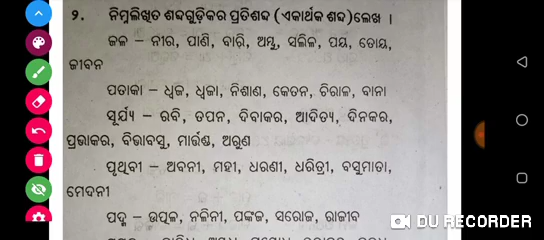 ୨. ନିମ୍ନଲିଖିତ ଶବ୍ଦଗୁଡ଼ିକର ପ୍ରତିଶବ୍ଦ (ଏକାର୍ଥକ ଶବ୍ଦ) ଲେଖ ।
ଜଳ – ନୀର, ପାଣି, ବାରି, ଅମ୍ବୁ, ସଲିଳ, ପୟ, ତୋୟ,
ଜୀବନ
ପତାକା – ଧ୍ୱଜ, ଧ୍ୱଜା, ନିଶାଣ, କେତନ, ଚିରାଳ, ବାନା
ସୂର୍ଯ୍ୟ – ରବି, ତପନ, ଦିବାକର, ଆଦିତ୍ୟ, ଦିନକର,
ପ୍ରଭାକର, ବିଭାବସୁ, ମାର୍ତ୍ତଣ୍ଡ, ଅରୁଣ
ପୃଥିବୀ – ଅବନୀ, ମହୀ, ଧରଣୀ, ଧରିତ୍ରୀ, ବସୁମାତା,
ମେଦନୀ
ପଦ୍ମ – ଉତ୍ପଳ, ନଳିନୀ, ପଙ୍କଜ, ସରୋଜ, ରାଜୀବ
DU RECORDER